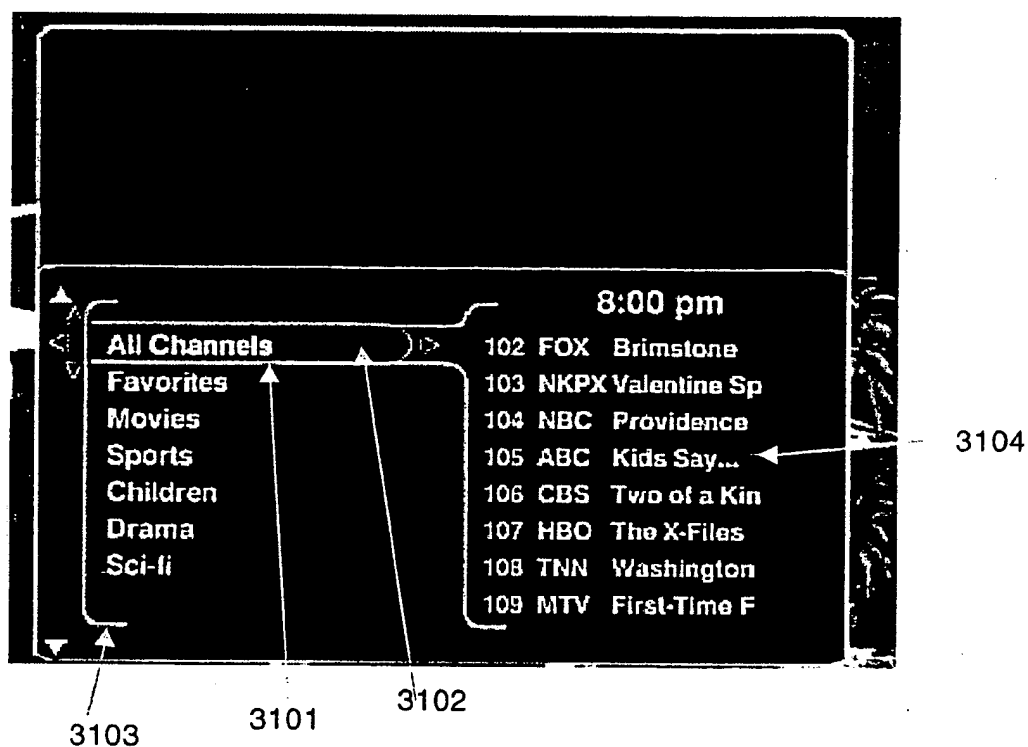 8:00 pm
All Channels
Favorites
Movies
Sports
Children
Drama
Sci-fi
102 FOX Brimstone
103 NKPX Valentine Sp
104 NBC Providence
105 ABC Kids Say...
106 CBS Two of a Kin
107 HBO The X-Files
108 TNN Washington
109 MTV First-Time F
3104
3103
3101
3102